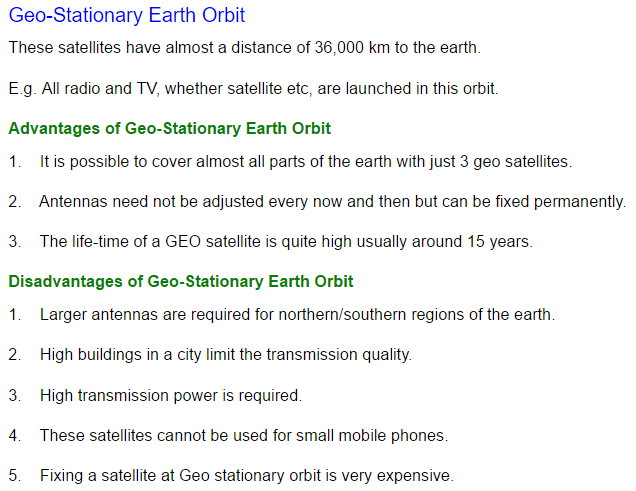 Geo-Stationary Earth Orbit
These satellites have almost a distance of 36,000 km to the earth.
E.g. All radio and TV, whether satellite etc, are launched in this orbit.
Advantages of Geo-Stationary Earth Orbit
1. It is possible to cover almost all parts of the earth with just 3 geo satellites.
2. Antennas need not be adjusted every now and then but can be fixed permanently.
3. The life-time of a GEO satellite is quite high usually around 15 years.
Disadvantages of Geo-Stationary Earth Orbit
1. Larger antennas are required for northern/southern regions of the earth.
2. High buildings in a city limit the transmission quality.
3. High transmission power is required.
4. These satellites cannot be used for small mobile phones.
5. Fixing a satellite at Geo stationary orbit is very expensive.